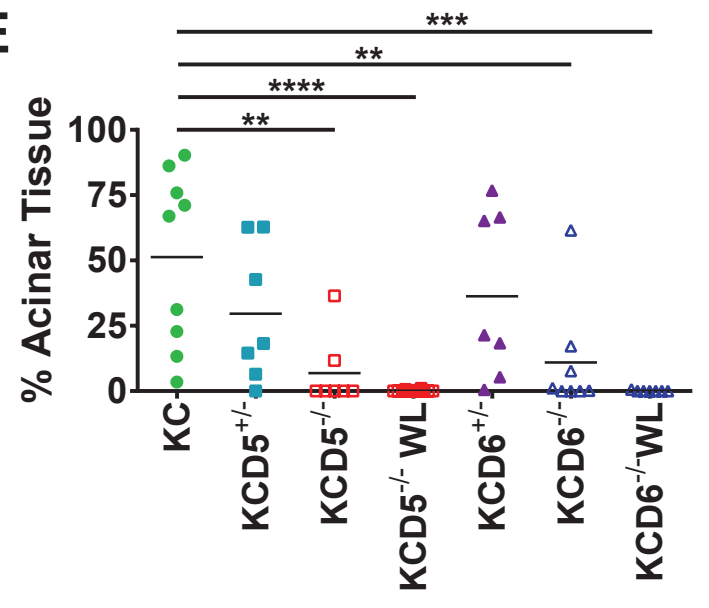 E
***
**
****
**
% Acinar Tissue
100
75
50
25
0
KC
KCD5+/-
KCD5-/-
KCD5-/- WL
KCD6+/-
KCD6-/-
KCD6-/-WL